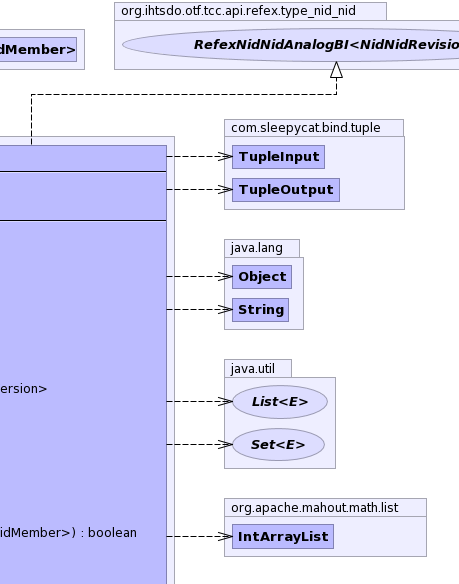 org.ihtsdo.otf.tcc.api.refex.type_nid_nid
RefexNidNidAnalogBI<NidNidRevisio
dMember>
com.sleepycat.bind.tuple
TupleInput
TupleOutput
java.lang
Object
String
java.util
ersion>
List<E>
Set<E>
org.apache.mahout.math.list
idMember>) : boolean
IntArrayList